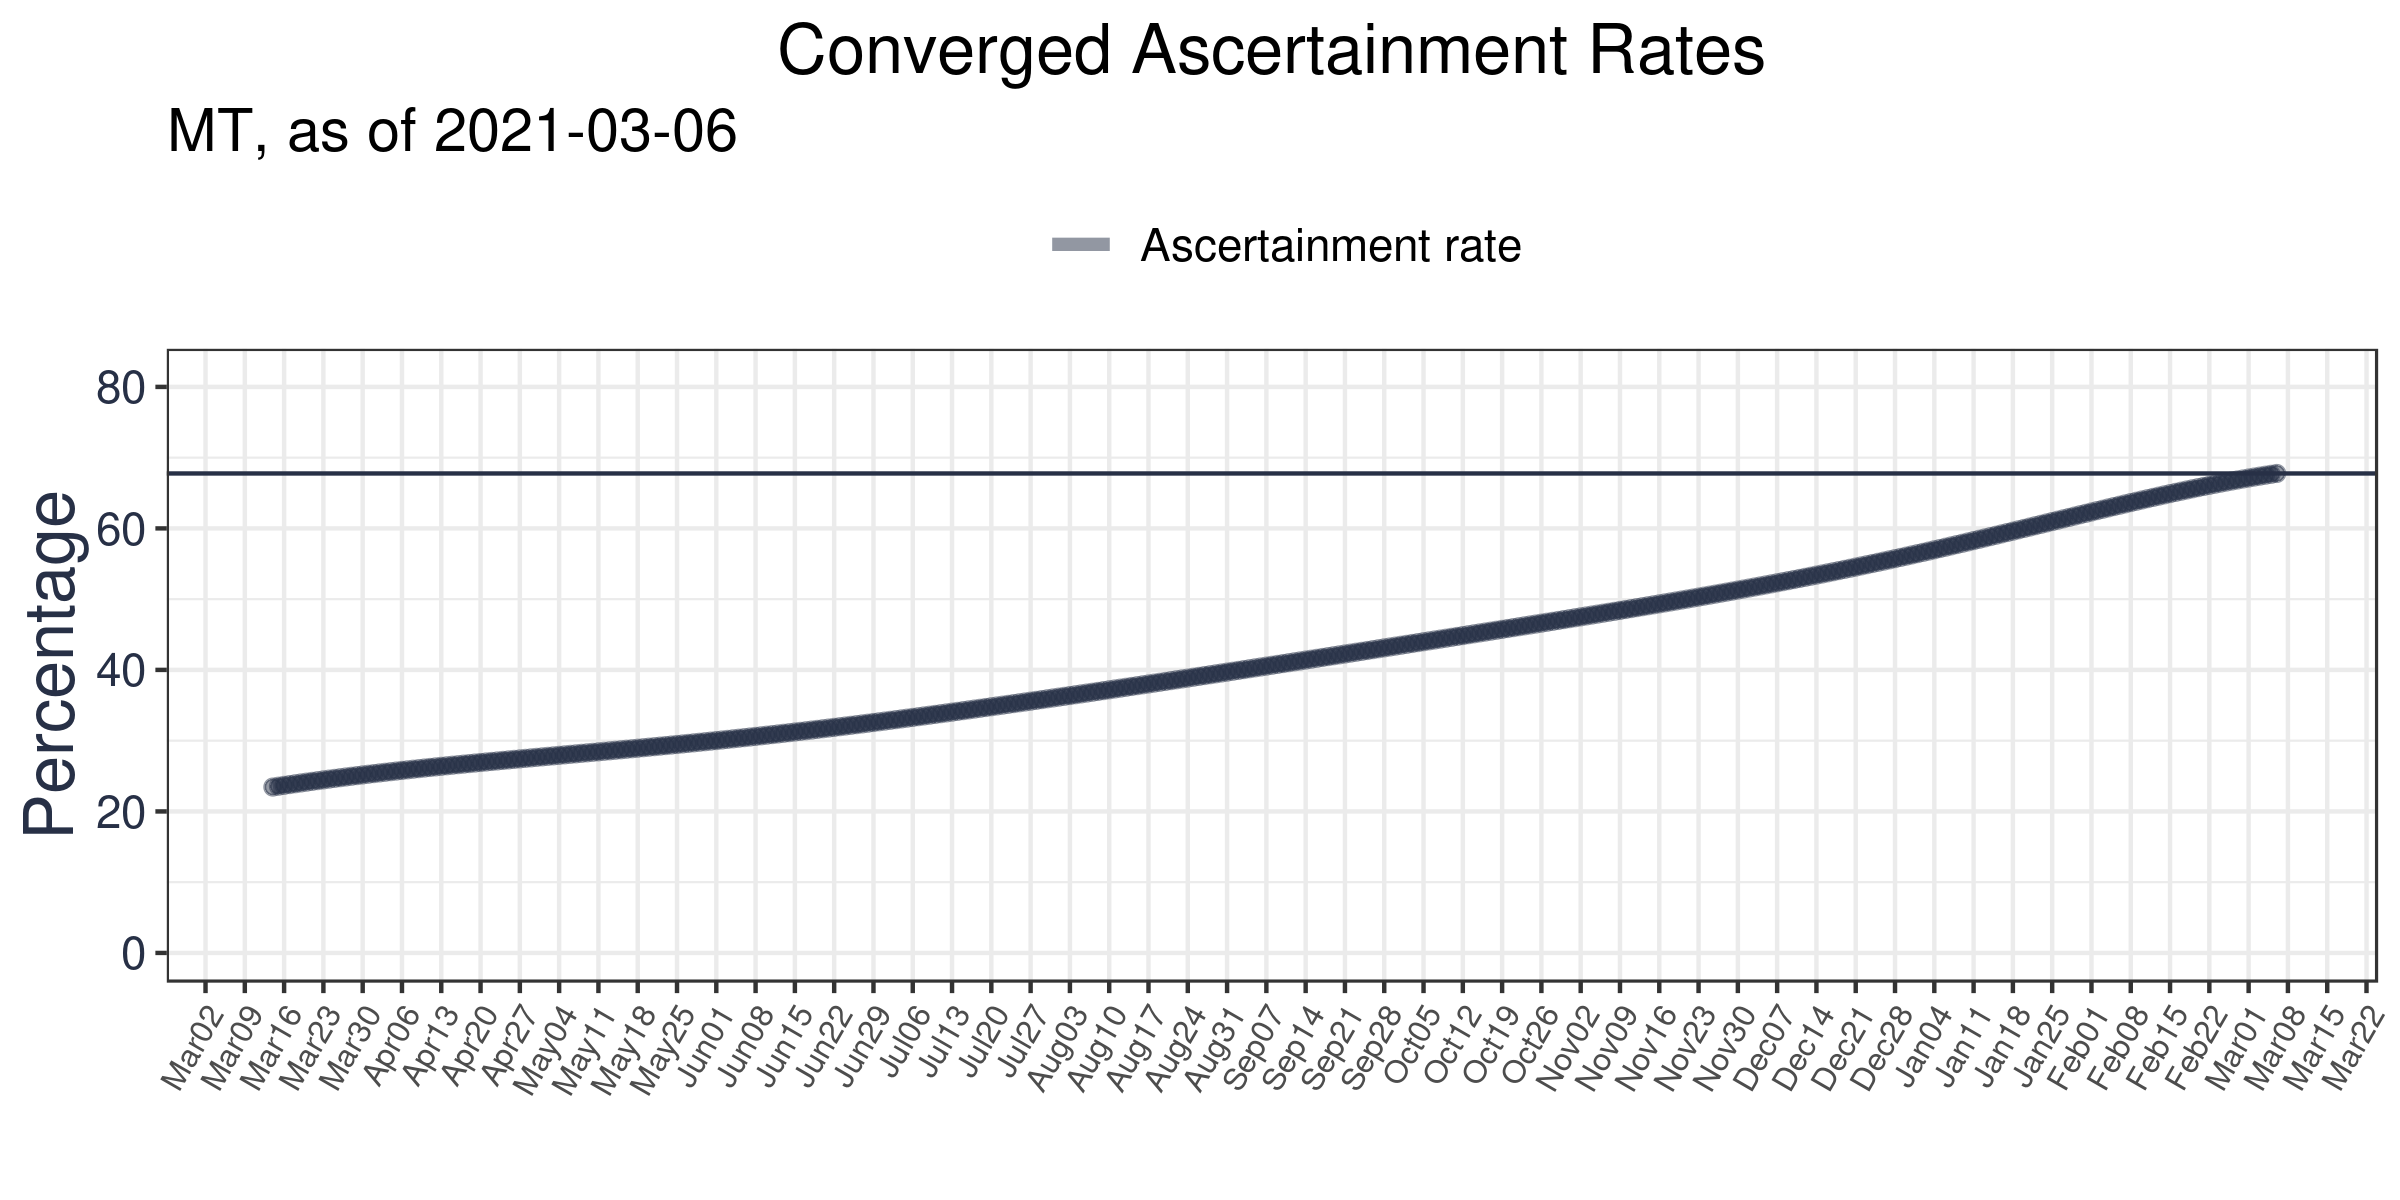 Converged Ascertainment Rates
MT, as of 2021-03-06
Ascertainment rate
Percentage
80
60
40
20
0
Mar02 Mar09 Mar16 Mar23 Mar30 Apr06 Apr13 Apr20 Apr27 May04 May11 May18 May25 Jun01 Jun08 Jun15 Jun22 Jun29 Jul06 Jul13 Jul20 Jul27 Aug03 Aug10 Aug17 Aug24 Aug31 Sep07 Sep14 Sep21 Sep28 Oct05 Oct12 Oct19 Oct26 Nov02 Nov09 Nov16 Nov23 Nov30 Dec07 Dec14 Dec21 Dec28 Jan04 Jan11 Jan18 Jan25 Feb01 Feb08 Feb15 Feb22 Mar01 Mar08 Mar15 Mar22